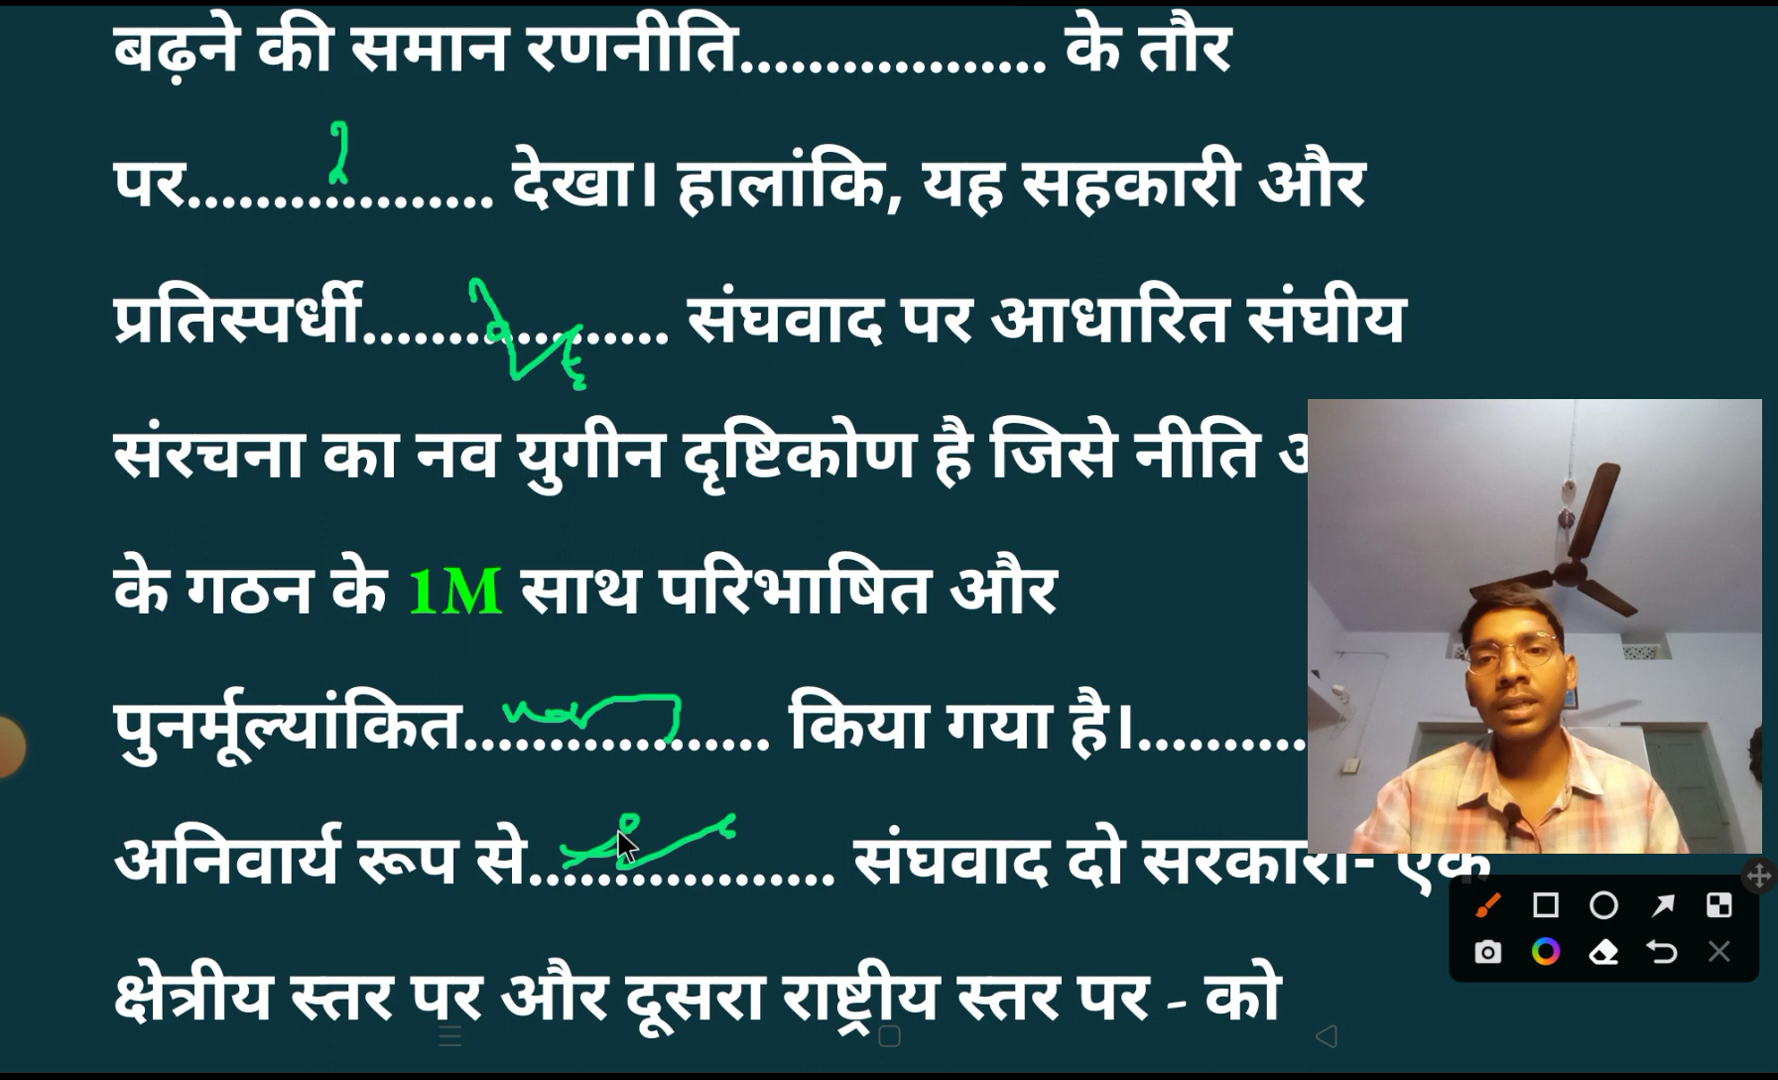 बढ़ने की समान रणनीति.................. के तौर
पर.................. देखा। हालांकि, यह सहकारी और
प्रतिस्पर्धी.................. संघवाद पर आधारित संघीय
संरचना का नव युगीन दृष्टिकोण है जिसे नीति
के गठन के 1M साथ परिभाषित और
पुनर्मूल्यांकित.................. किया गया है।..........
अनिवार्य रूप से.................. संघवाद दो सरकारों- एक
क्षेत्रीय स्तर पर और दूसरा राष्ट्रीय स्तर पर - को